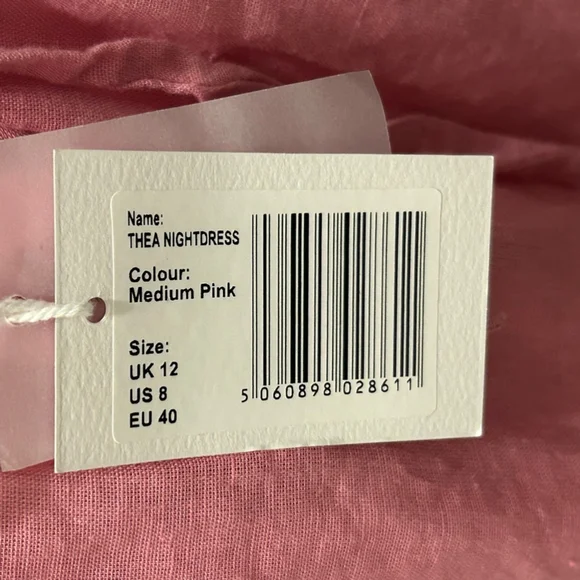 Name:
THEA NIGHTDRESS
Colour:
Medium Pink
Size:
UK 12
US 8
EU 40
5 060898 028611